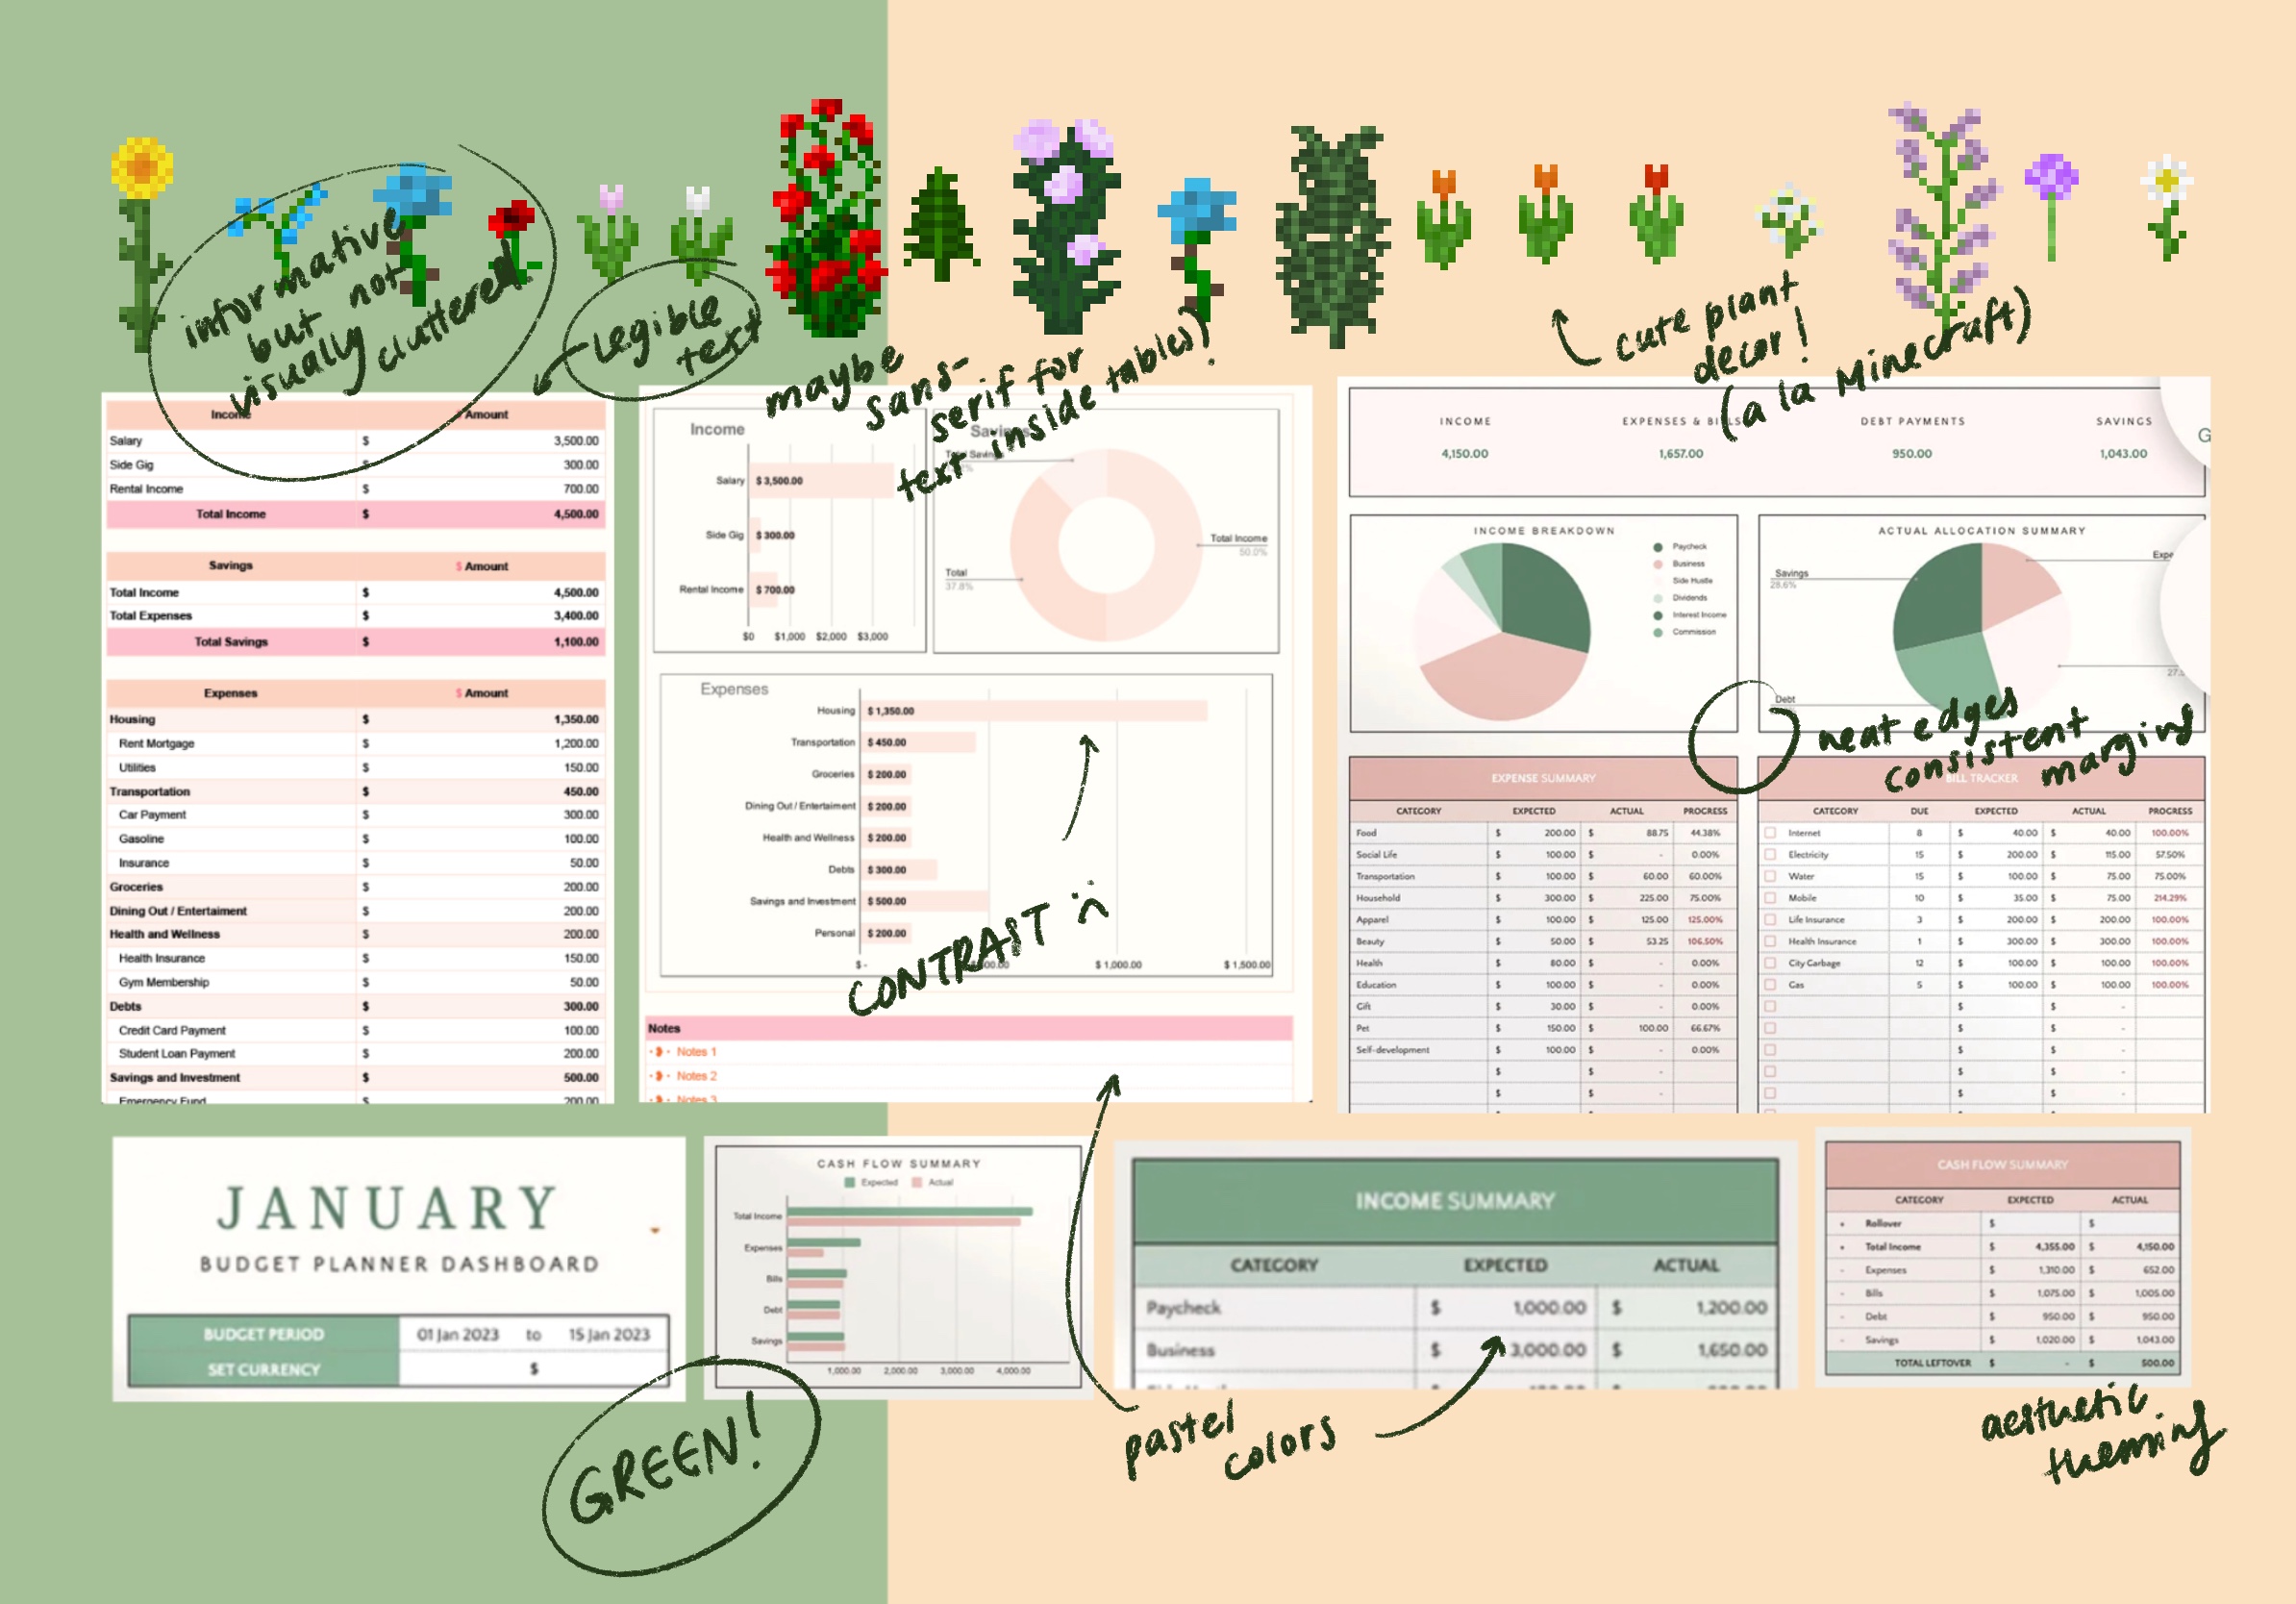 informative
but not
visually cluttered
legible
text
maybe
sans-
serif for
text inside tables?
cute plant
decor!
(a la Minecraft)
Income Amount
Salary $ 3,500.00
Side Gig $ 300.00
Rental Income $ 700.00
Total Income $ 4,500.00
Savings $ Amount
Total Income $ 4,500.00
Total Expenses $ 3,400.00
Total Savings $ 1,100.00
Expenses $ Amount
Housing $ 1,350.00
Rent Mortgage $ 1,200.00
Utilities $ 150.00
Transportation $ 450.00
Car Payment $ 300.00
Gasoline $ 100.00
Insurance $ 50.00
Groceries $ 200.00
Dining Out / Entertaiment $ 200.00
Health and Wellness $ 200.00
Health Insurance $ 150.00
Gym Membership $ 50.00
Debts $ 300.00
Credit Card Payment $ 100.00
Student Loan Payment $ 200.00
Savings and Investment $ 500.00
Emergency Fund $ 200.00
Income
Salary $ 3,500.00
Side Gig $ 300.00
Rental Income $ 700.00
$0 $1,000 $2,000 $3,000
Savings
Total Savings
Total Income
50.0%
Total
37.8%
Expenses
Housing $ 1,350.00
Transportation $ 450.00
Groceries $ 200.00
Dining Out / Entertaiment $ 200.00
Health and Wellness $ 200.00
Debts $ 300.00
Savings and Investment $ 500.00
Personal $ 200.00
$ - $ 1,000.00 $ 1,500.00
CONTRAST :(
Notes
Notes 1
Notes 2
Notes 3
INCOME EXPENSES & BILLS DEBT PAYMENTS SAVINGS
4,150.00 1,657.00 950.00 1,043.00
G
INCOME BREAKDOWN
Paycheck
Business
Side Hustle
Dividends
Interest Income
Commission
ACTUAL ALLOCATION SUMMARY
Savings
28.6%
Expe
27.
Debt
neat edges
consistent
margins
EXPENSE SUMMARY
CATEGORY EXPECTED ACTUAL PROGRESS
Food $ 200.00 $ 88.75 44.38%
Social Life $ 100.00 $ - 0.00%
Transportation $ 100.00 $ 60.00 60.00%
Household $ 300.00 $ 225.00 75.00%
Apparel $ 100.00 $ 125.00 125.00%
Beauty $ 50.00 $ 53.25 106.50%
Health $ 80.00 $ - 0.00%
Education $ 100.00 $ - 0.00%
Gift $ 30.00 $ - 0.00%
Pet $ 150.00 $ 100.00 66.67%
Self-development $ 100.00 $ - 0.00%
$ $ -
$ $ -
BILL TRACKER
CATEGORY DUE EXPECTED ACTUAL PROGRESS
Internet 8 $ 40.00 $ 40.00 100.00%
Electricity 15 $ 200.00 $ 115.00 57.50%
Water 15 $ 100.00 $ 75.00 75.00%
Mobile 10 $ 35.00 $ 75.00 214.29%
Life Insurance 3 $ 200.00 $ 200.00 100.00%
Health Insurance 1 $ 300.00 $ 300.00 100.00%
City Garbage 12 $ 100.00 $ 100.00 100.00%
Gas 5 $ 100.00 $ 100.00 100.00%
$ $ -
$ $ -
$ $ -
$ $ -
$ $ -
JANUARY
BUDGET PLANNER DASHBOARD
BUDGET PERIOD 01 Jan 2023 to 15 Jan 2023
SET CURRENCY $
CASH FLOW SUMMARY
Expected Actual
Total Income
Expenses
Bills
Debt
Savings
1,000.00 2,000.00 3,000.00 4,000.00
INCOME SUMMARY
CATEGORY EXPECTED ACTUAL
Paycheck $ 1,000.00 $ 1,200.00
Business $ 3,000.00 $ 1,650.00
CASH FLOW SUMMARY
CATEGORY EXPECTED ACTUAL
+ Rollover $ $
+ Total Income $ 4,355.00 $ 4,150.00
- Expenses $ 1,310.00 $ 652.00
- Bills $ 1,075.00 $ 1,005.00
- Debt $ 950.00 $ 950.00
- Savings $ 1,020.00 $ 1,043.00
TOTAL LEFTOVER $ - $ 500.00
GREEN!
pastel
colors
aesthetic
theming